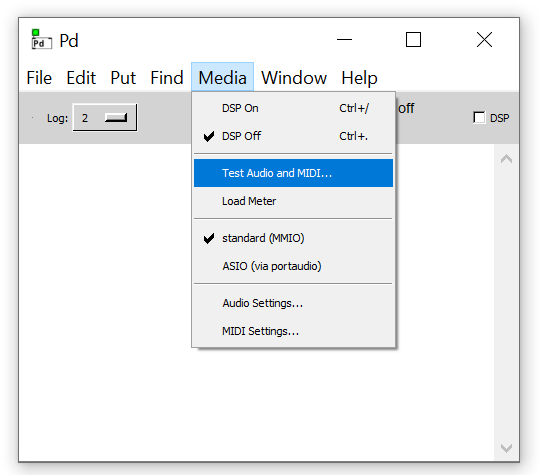 Pd
Pd
File Edit Put Find Media Window Help
Log: 2 off DSP
DSP On Ctrl+/
DSP Off Ctrl+.
Test Audio and MIDI...
Load Meter
standard (MMIO)
ASIO (via portaudio)
Audio Settings...
MIDI Settings...